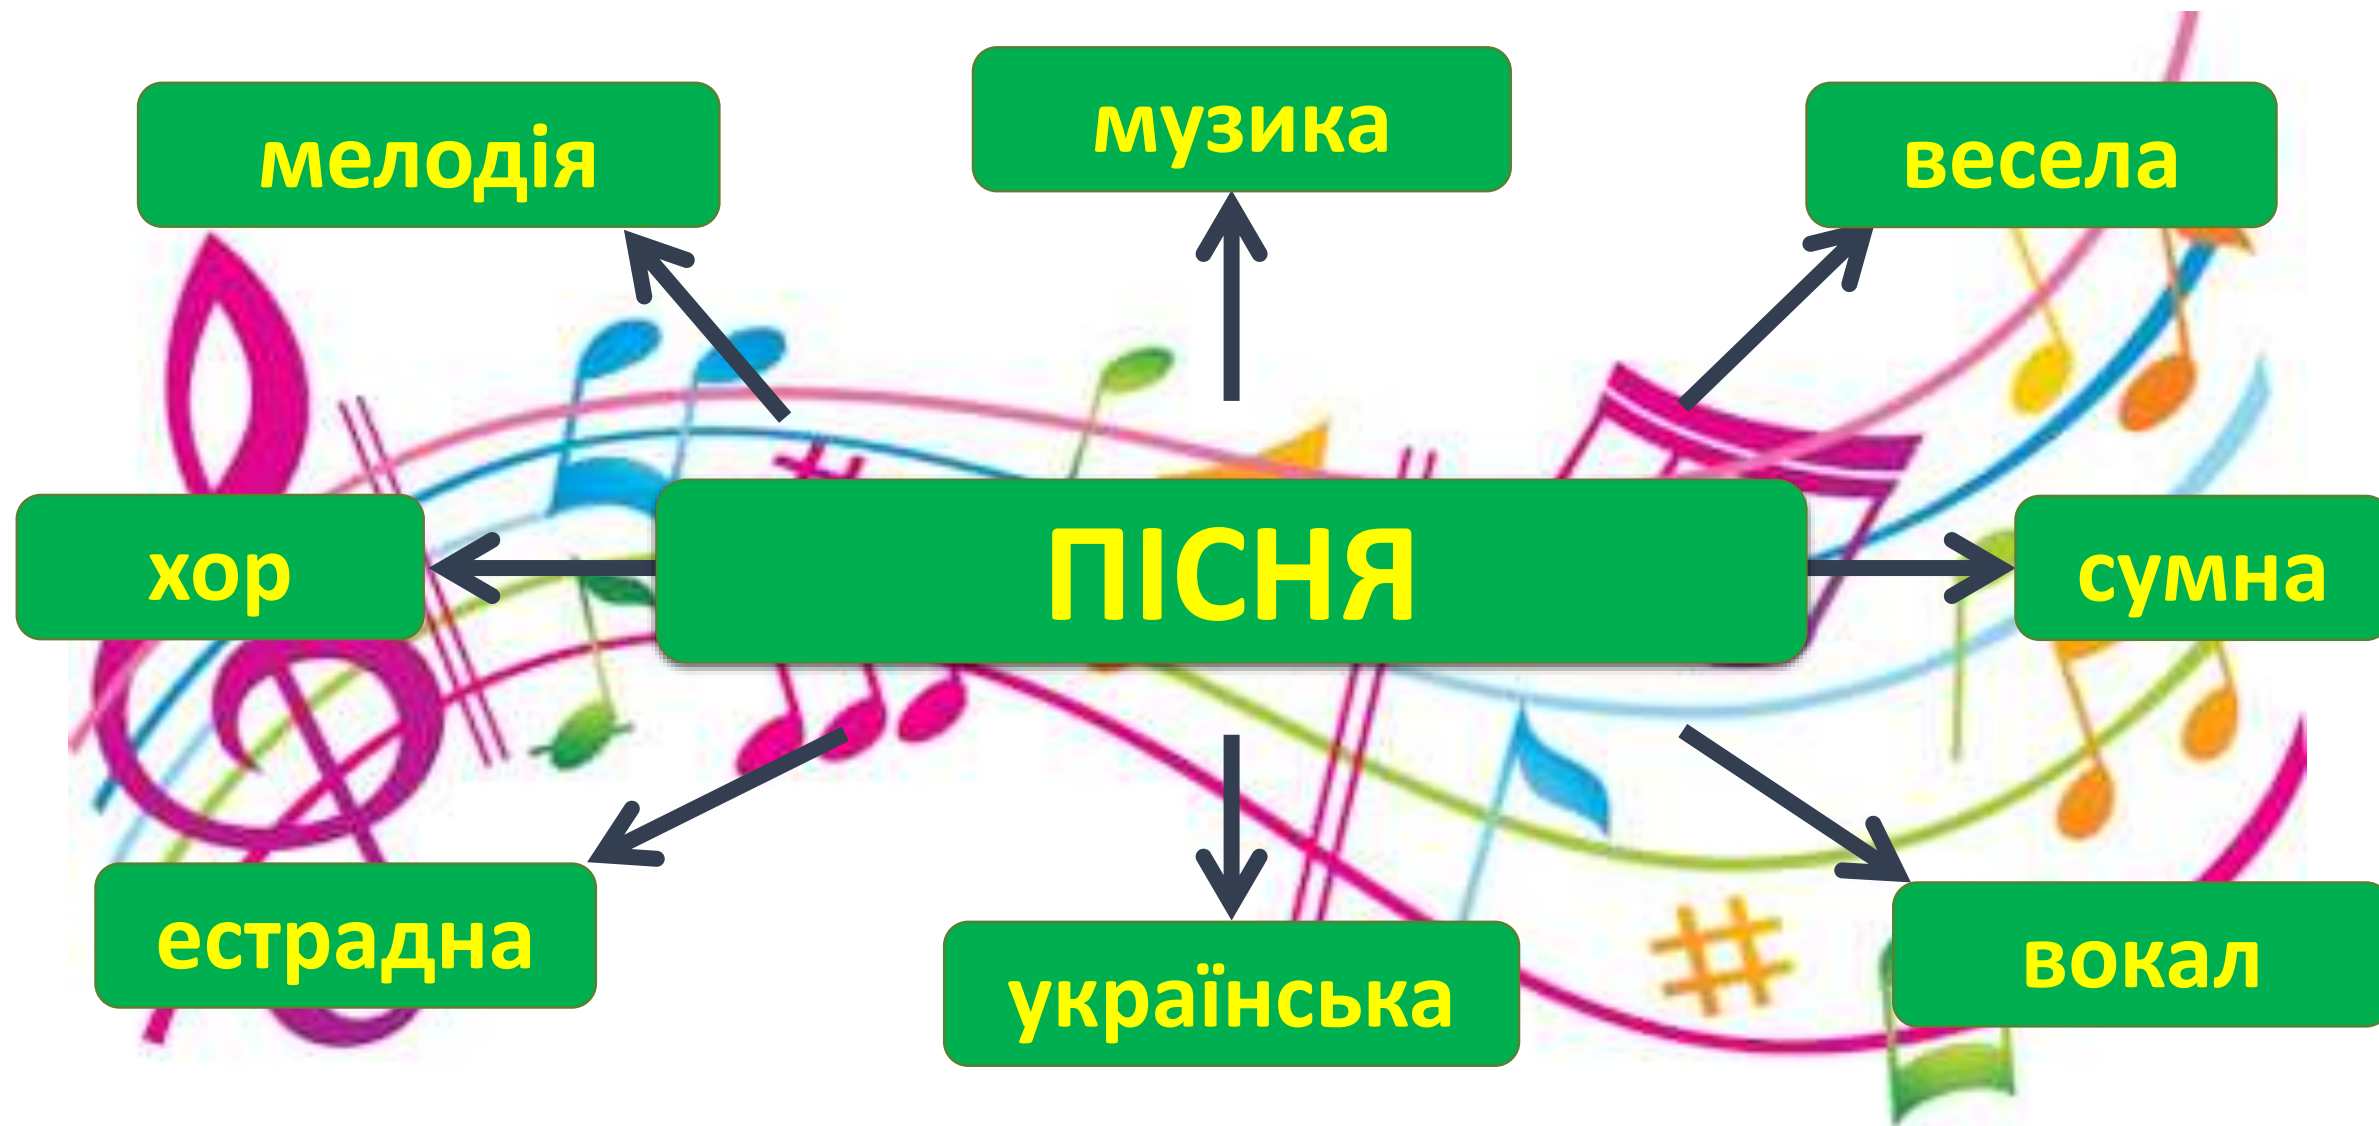 мелодія
музика
весела
хор
ПІСНЯ
сумна
естрадна
українська
вокал